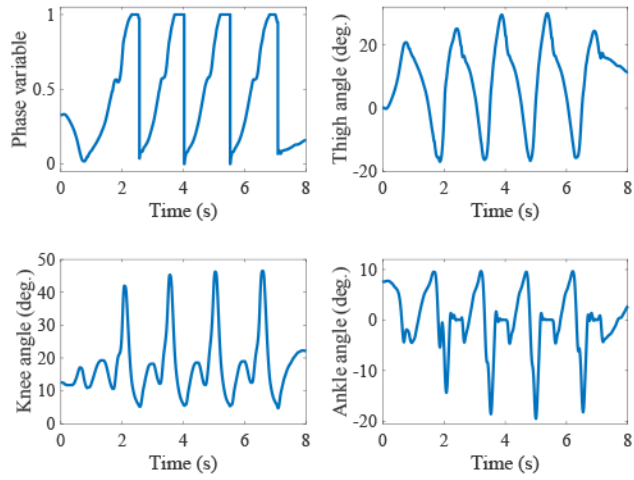 Phase variable
1
0.5
0
0 2 4 6 8
Time (s)
Thigh angle (deg.)
20
0
-20
0 2 4 6 8
Time (s)
Knee angle (deg.)
50
40
30
20
10
0
0 2 4 6 8
Time (s)
Ankle angle (deg.)
10
0
-10
-20
0 2 4 6 8
Time (s)